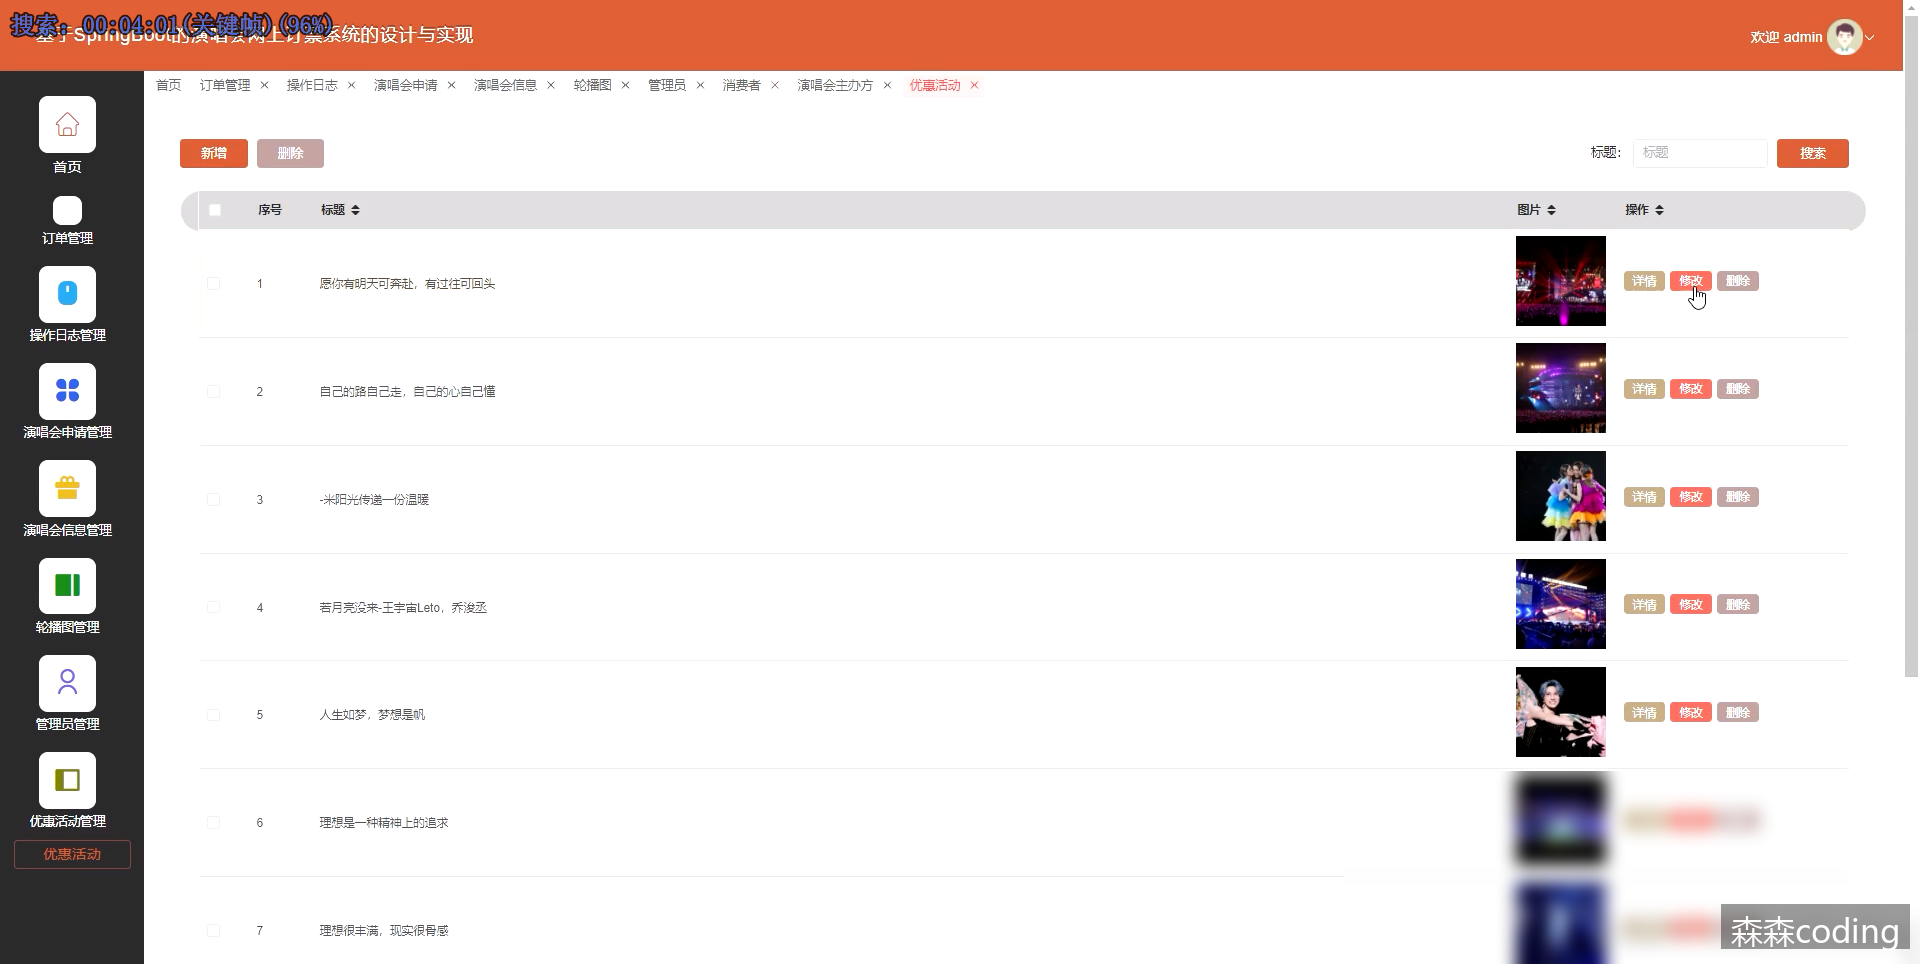 搜索: 00:04:01(关键帧)(96%)
基于SpringBoot的演唱会网上订票系统的设计与实现
欢迎 admin
首页 订单管理 操作日志 演唱会申请 演唱会信息 轮播图 管理员 消费者 演唱会主办方 优惠活动
首页
订单管理
操作日志管理
演唱会申请管理
演唱会信息管理
轮播图管理
管理员管理
优惠活动管理
优惠活动
新增 删除 标题: 标题 搜索
序号 标题 图片 操作
1 愿你有明天可奔赴，有过往可回头 详情 修改 删除
2 自己的路自己走，自己的心自己懂 详情 修改 删除
3 -米阳光传递一份温暖 详情 修改 删除
4 若月亮没来-王宇宙Leto，乔浚丞 详情 修改 删除
5 人生如梦，梦想是帆 详情 修改 删除
6 理想是一种精神上的追求
7 理想很丰满，现实很骨感
森森coding